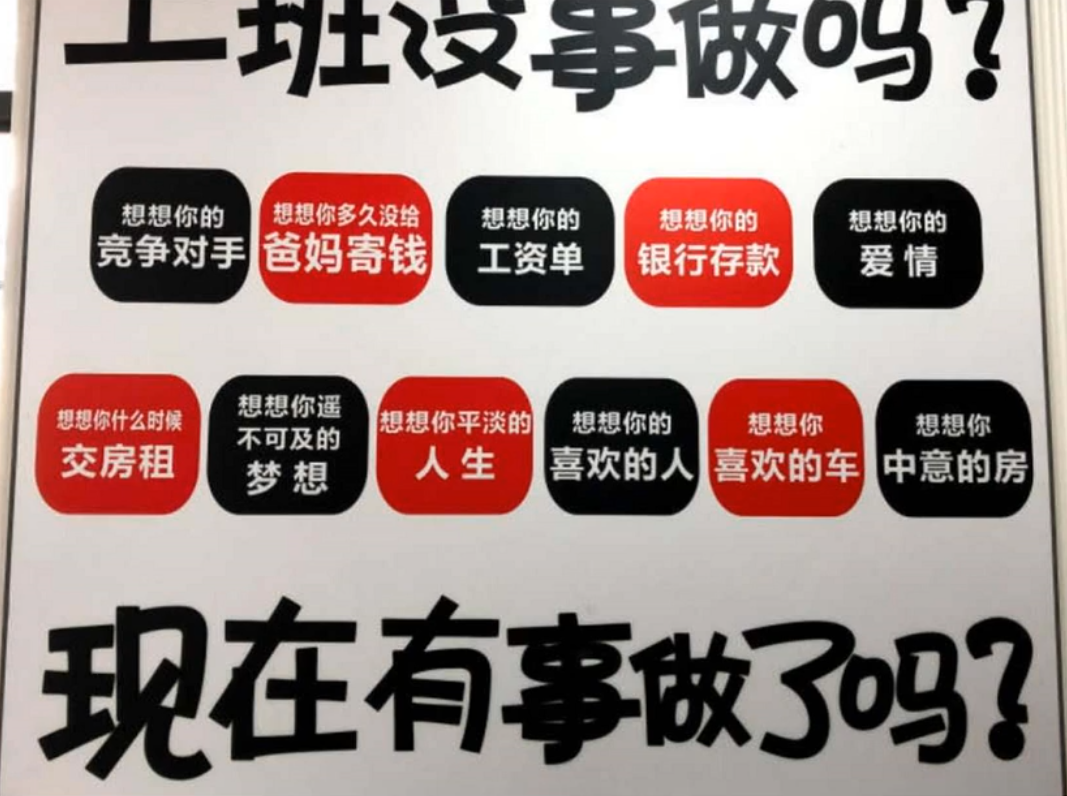 上班没事做吗?
想想你的
竞争对手
想想你多久没给
爸妈寄钱
想想你的
工资单
想想你的
银行存款
想想你的
爱情
想想你什么时候
交房租
想想你遥
不可及的
梦想
想想你平淡的
人生
想想你的
喜欢的人
想想你
喜欢的车
想想你
中意的房
现在有事做了吗?